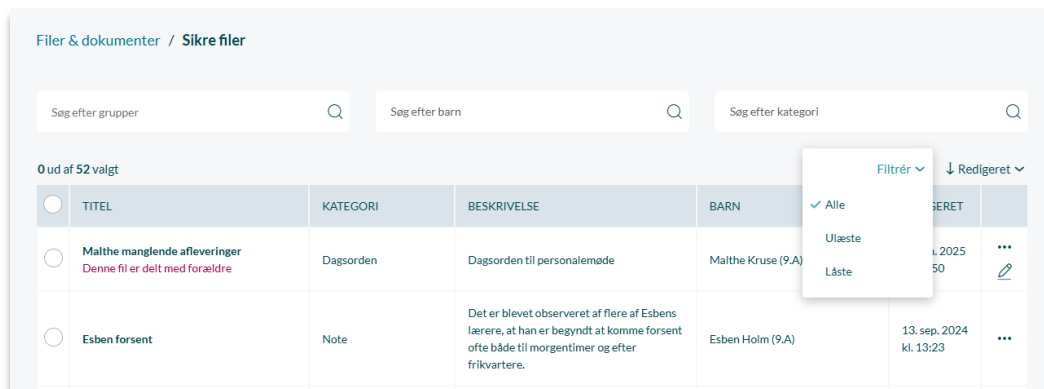 Filer & dokumenter / Sikre filer
Søg efter grupper
Søg efter barn
Søg efter kategori
0 ud af 52 valgt
Filtrér
Redigeret
Alle
Ulæste
Låste
TITEL
KATEGORI
BESKRIVELSE
BARN
Malthe manglende afleveringer
Denne fil er delt med forældre
Dagsorden
Dagsorden til personalemøde
Malthe Kruse (9.A)
2025
50
Esben forsent
Note
Det er blevet observeret af flere af Esbens
lærere, at han er begyndt at komme forsent
ofte både til morgentimer og efter
frikvartere.
Esben Holm (9.A)
13. sep. 2024
kl. 13:23